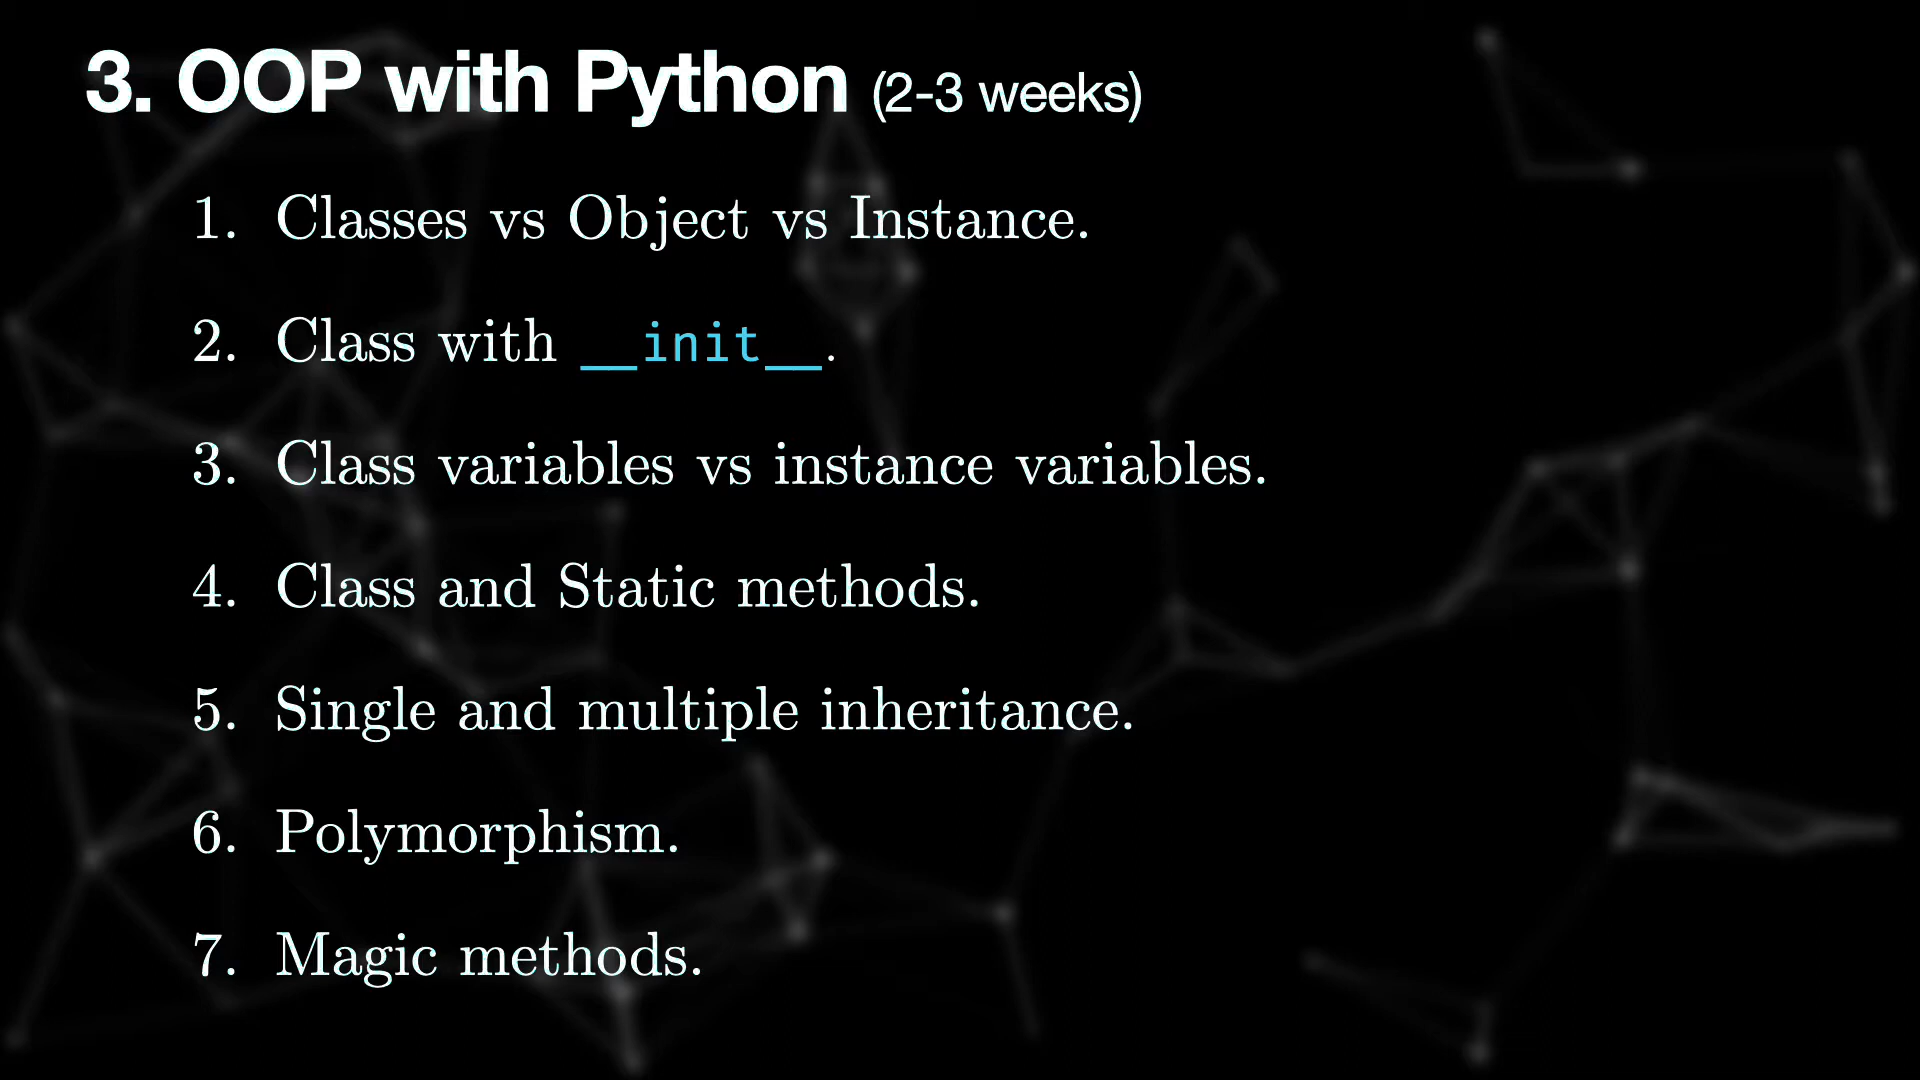 3. OOP with Python (2-3 weeks)
1. Classes vs Object vs Instance.
2. Class with __init__.
3. Class variables vs instance variables.
4. Class and Static methods.
5. Single and multiple inheritance.
6. Polymorphism.
7. Magic methods.